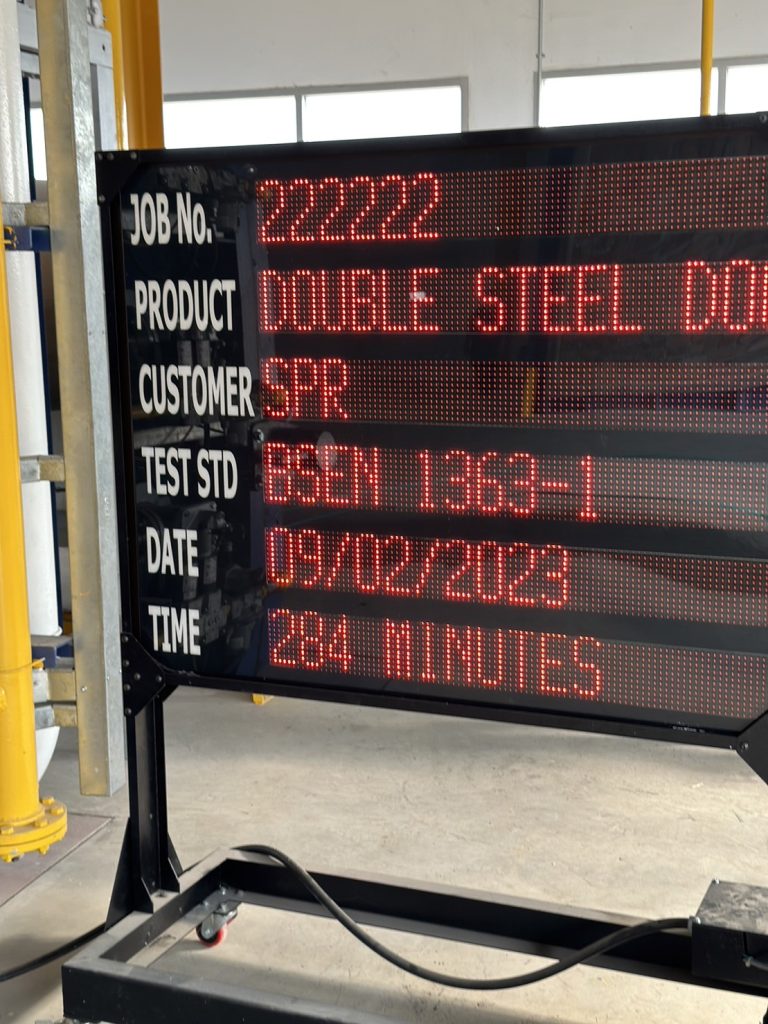 JOB No. 222222
PRODUCT DOUBLE STEEL
CUSTOMER SPR
TEST STD BSEN 1363-1
DATE 09/02/2023
TIME 284 MINUTES